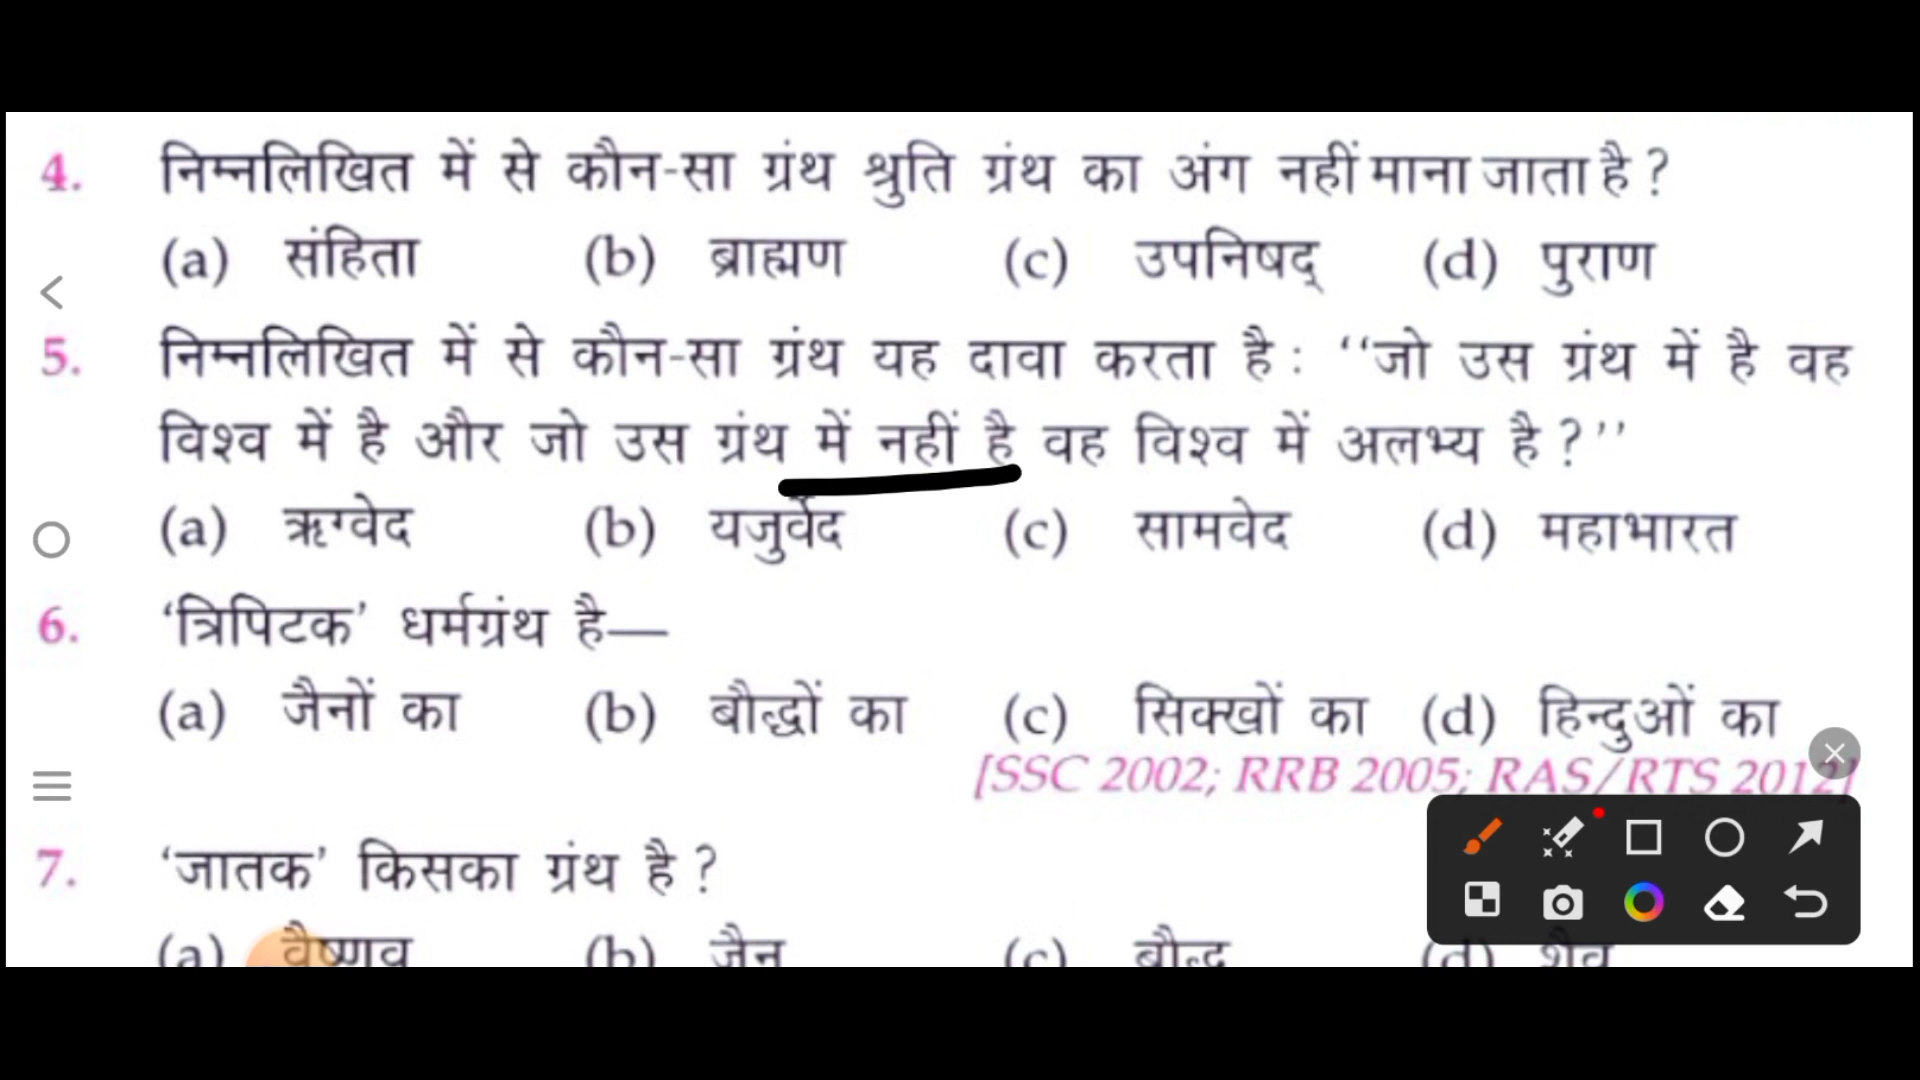 4. निम्नलिखित में से कौन-सा ग्रंथ श्रुति ग्रंथ का अंग नहीं माना जाता है ?
(a) संहिता (b) ब्राह्मण (c) उपनिषद् (d) पुराण
5. निम्नलिखित में से कौन-सा ग्रंथ यह दावा करता है : ‘‘जो उस ग्रंथ में है वह
विश्व में है और जो उस ग्रंथ में नहीं है वह विश्व में अलभ्य है ?’’
(a) ऋग्वेद (b) यजुर्वेद (c) सामवेद (d) महाभारत
6. ‘त्रिपिटक’ धर्मग्रंथ है—
(a) जैनों का (b) बौद्धों का (c) सिक्खों का (d) हिन्दुओं का
[SSC 2002; RRB 2005; RAS/RTS 2012]
7. ‘जातक’ किसका ग्रंथ है ?
(a) वैष्णव (b) जैन (c) बौद्ध (d) शैव